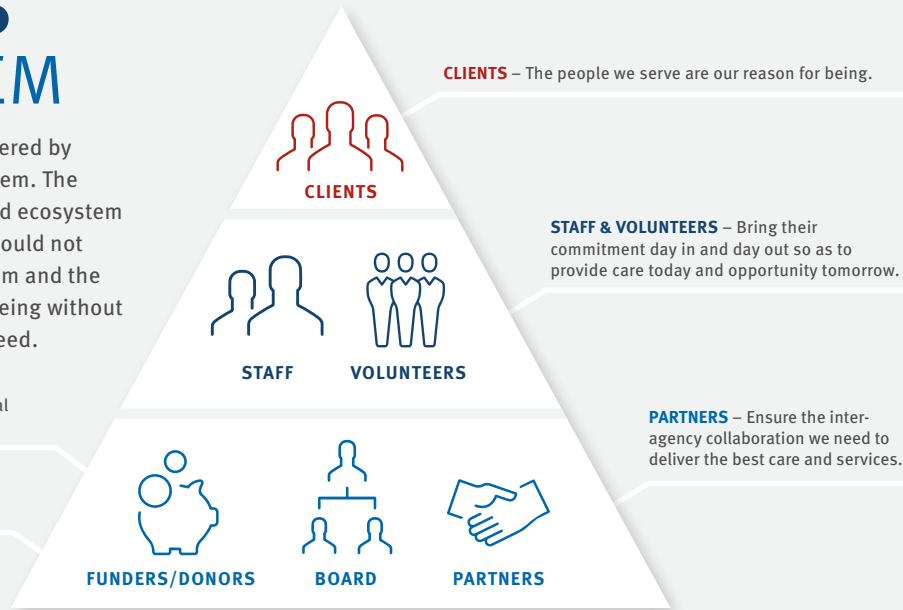 EM
ered by
em. The
d ecosystem
ould not
m and the
eing without
eed.
al
CLIENTS – The people we serve are our reason for being.
CLIENTS
STAFF & VOLUNTEERS – Bring their
commitment day in and day out so as to
provide care today and opportunity tomorrow.
STAFF
VOLUNTEERS
PARTNERS – Ensure the inter-
agency collaboration we need to
deliver the best care and services.
FUNDERS/DONORS
BOARD
PARTNERS